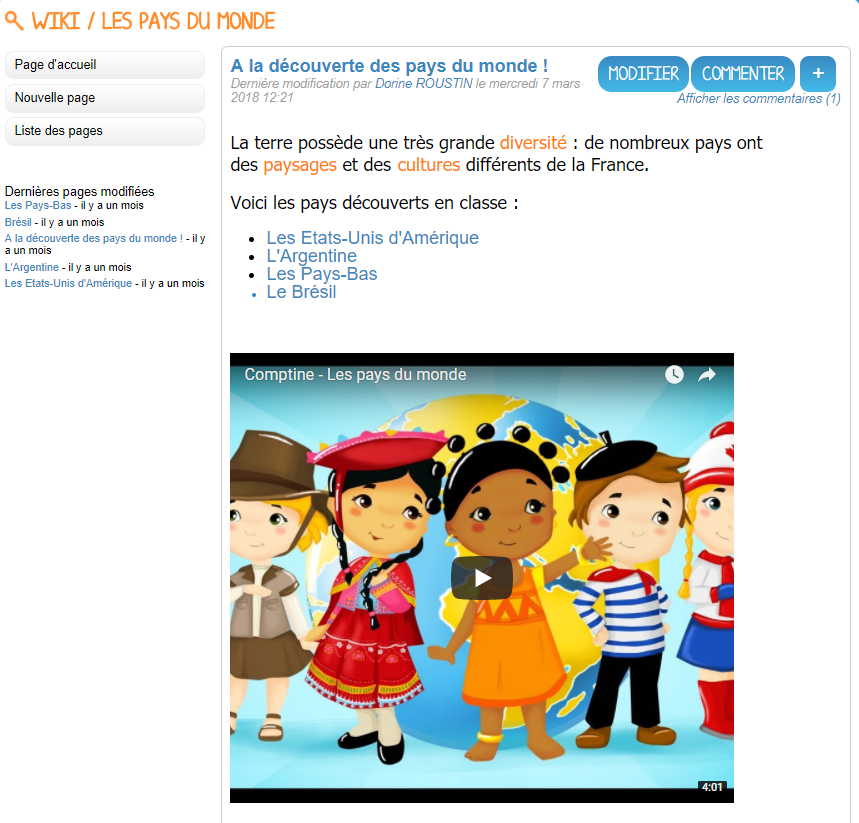 WIKI / LES PAYS DU MONDE
Page d'accueil
Nouvelle page
Liste des pages
Dernières pages modifiées
Les Pays-Bas - il y a un mois
Brésil - il y a un mois
A la découverte des pays du monde ! - il y
a un mois
L'Argentine - il y a un mois
Les Etats-Unis d'Amérique - il y a un mois
A la découverte des pays du monde !
Dernière modification par Dorine ROUSTIN le mercredi 7 mars
2018 12:21
MODIFIER COMMENTER +
Afficher les commentaires (1)
La terre possède une très grande diversité : de nombreux pays ont
des paysages et des cultures différents de la France.
Voici les pays découverts en classe :
Les Etats-Unis d'Amérique
L'Argentine
Les Pays-Bas
Le Brésil
Comptine - Les pays du monde
4:01